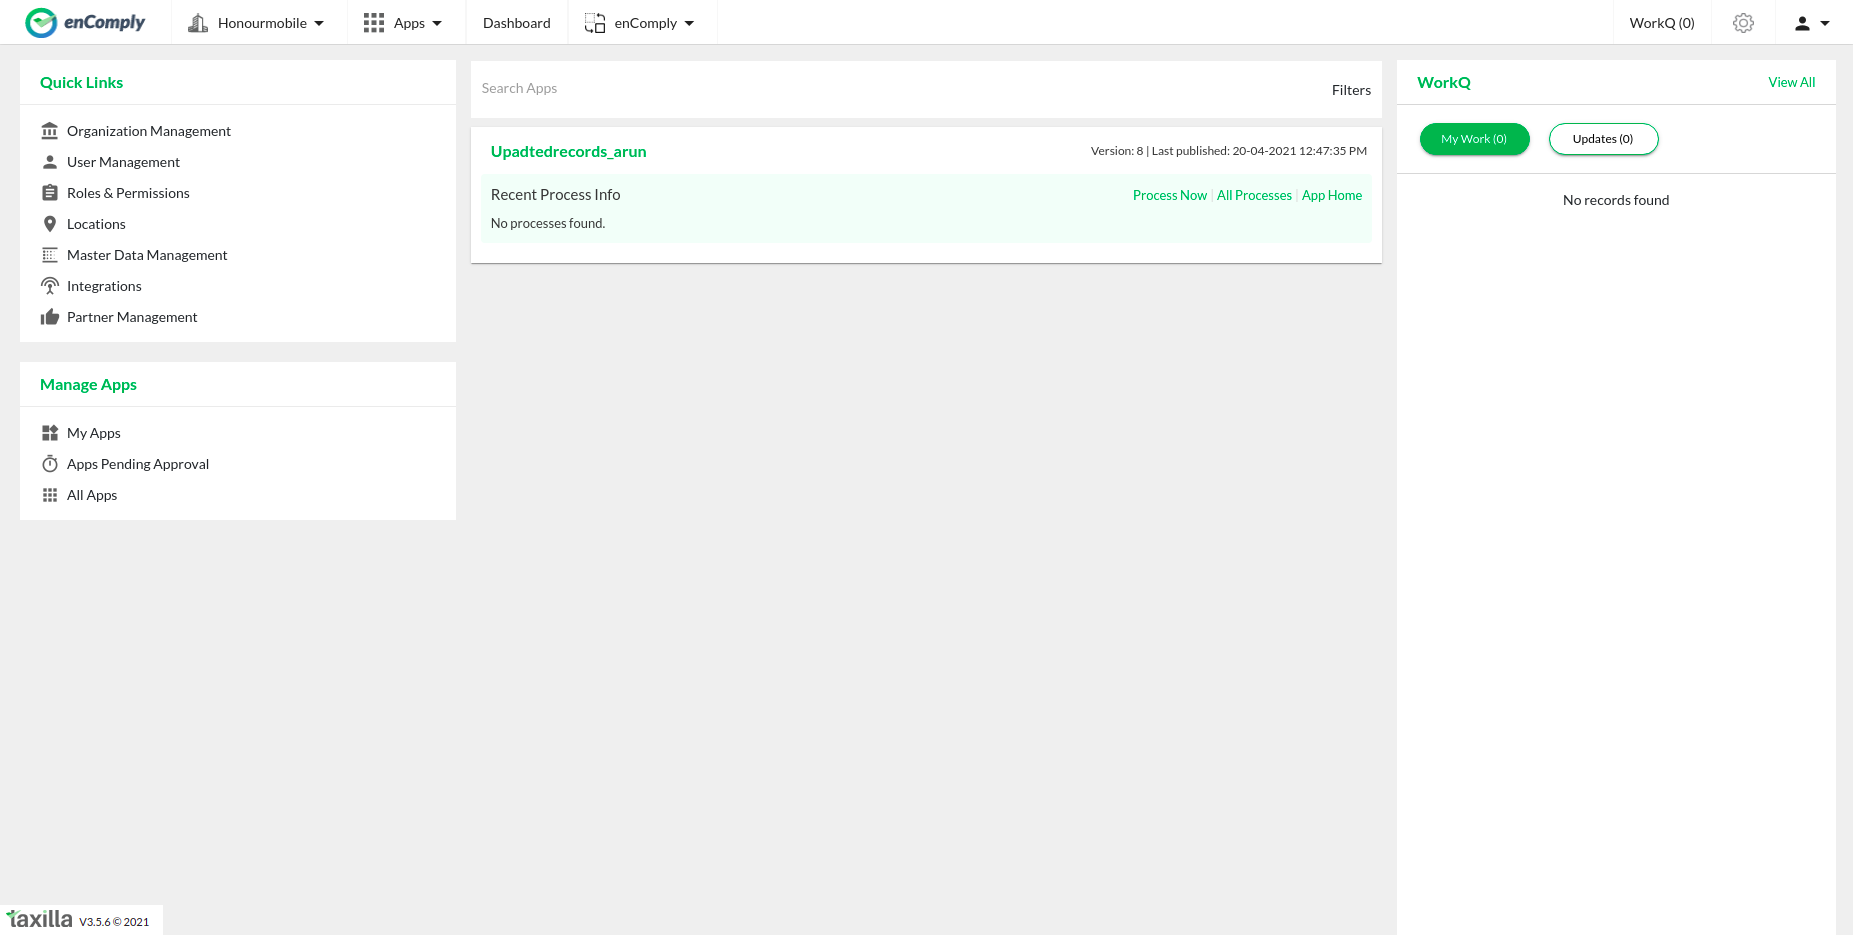 enComply Honourmobile Apps Dashboard enComply WorkQ (0)
Quick Links
Organization Management
User Management
Roles & Permissions
Locations
Master Data Management
Integrations
Partner Management
Manage Apps
My Apps
Apps Pending Approval
All Apps
Search Apps Filters
Upadtedrecords_arun Version: 8 | Last published: 20-04-2021 12:47:35 PM
Recent Process Info Process Now | All Processes | App Home
No processes found.
WorkQ View All
My Work (0) Updates (0)
No records found
taxilla V3.5.6 © 2021